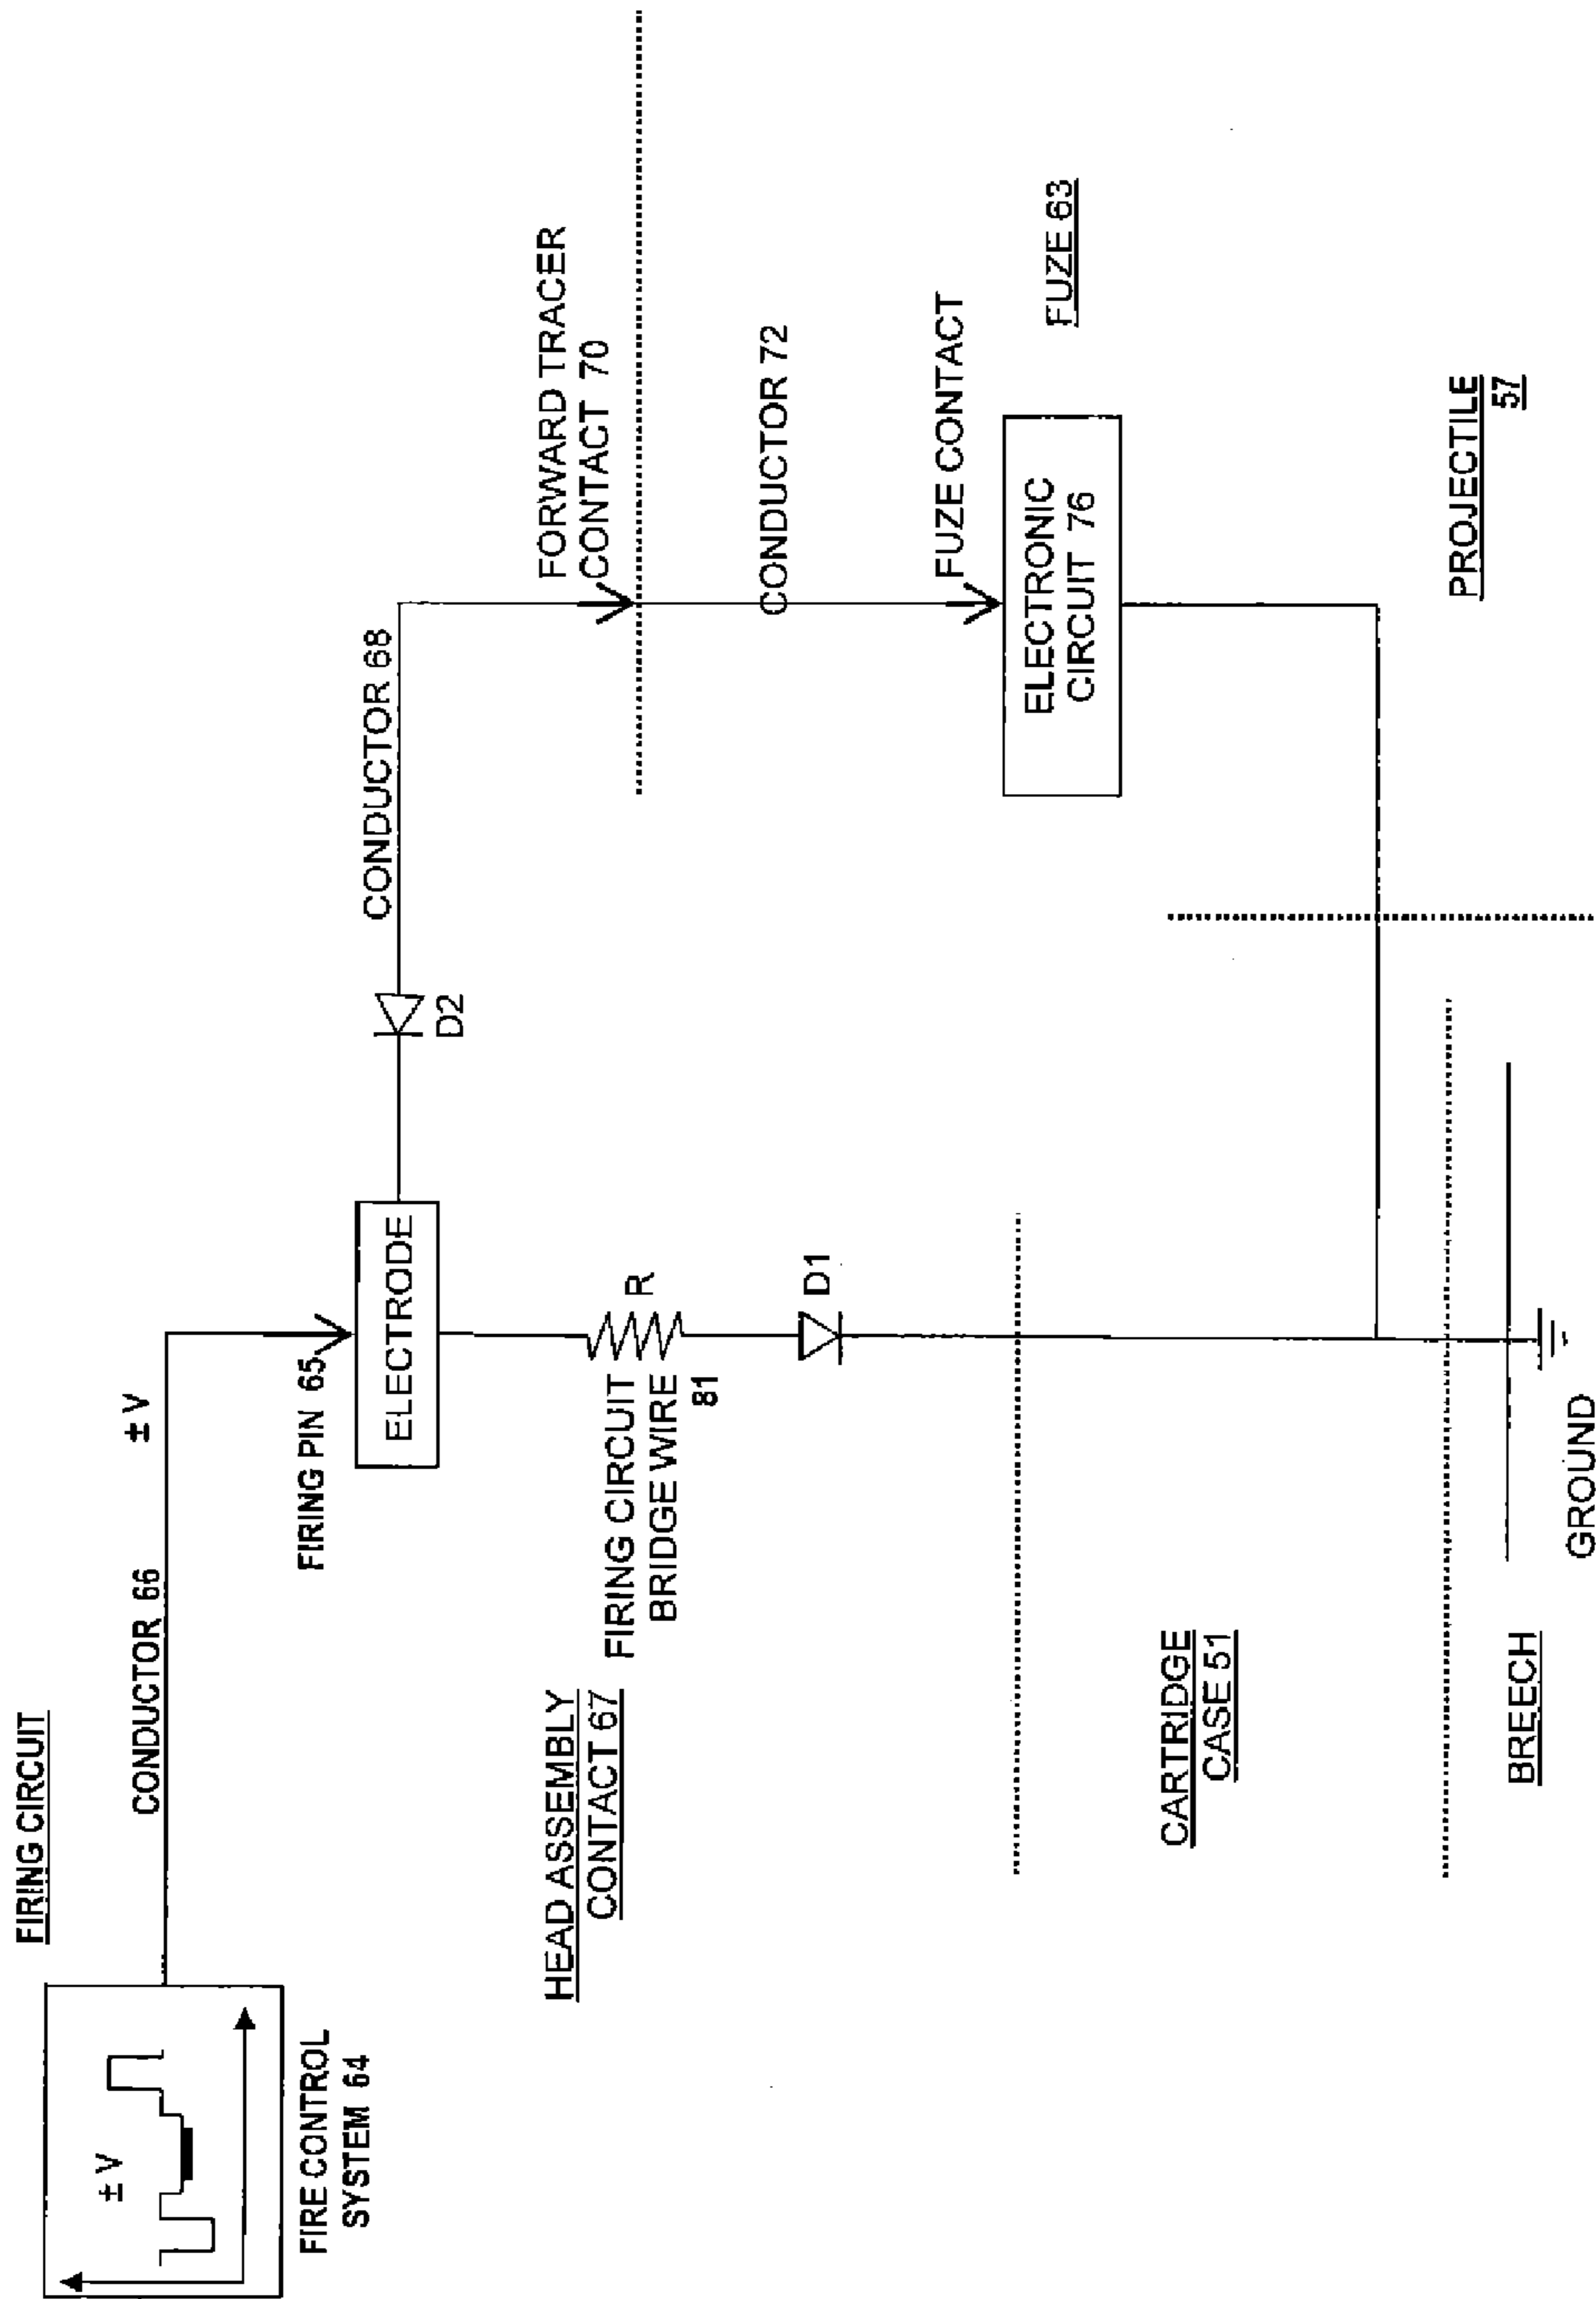 FIRING CIRCUIT
± V
FIRE CONTROL
SYSTEM 64
CONDUCTOR 66
± V
FIRING PIN 65
ELECTRODE
D2
CONDUCTOR 68
FORWARD TRACER
CONTACT 70
HEAD ASSEMBLY
CONTACT 67
FIRING CIRCUIT
BRIDGE WIRE
81
R
D1
CONDUCTOR 72
FUZE CONTACT
ELECTRONIC
CIRCUIT 76
FUZE 63
CARTRIDGE
CASE 51
PROJECTILE
57
BREECH
GROUND